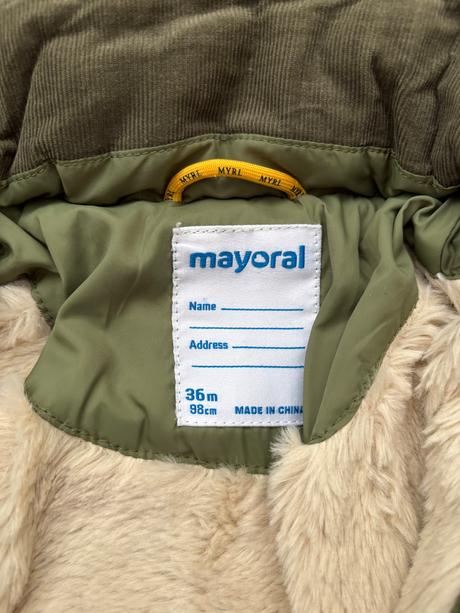 MYRL MYRL MYRL
mayoral
Name
Address
36m
98cm MADE IN CHINA